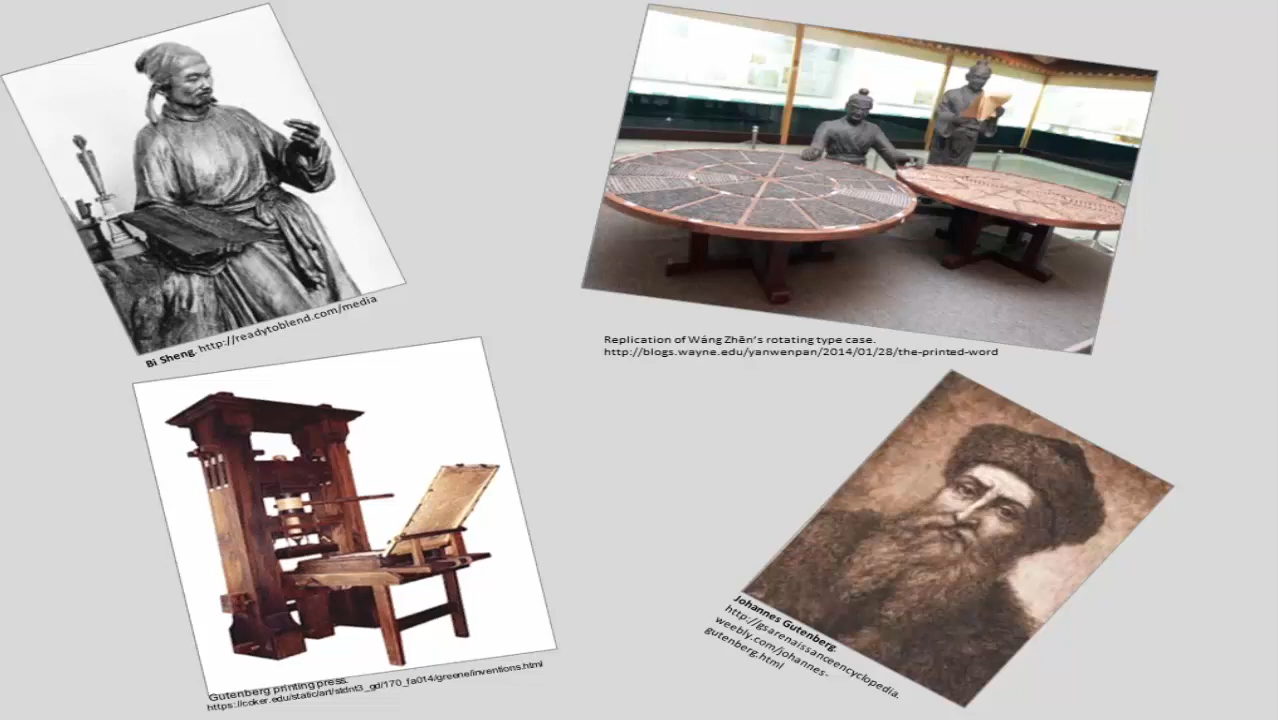 Bi Sheng. http://readytoblend.com/media
Replication of Wáng Zhēn's rotating type case.
http://blogs.wayne.edu/yanwenpan/2014/01/28/the-printed-word
Gutenberg printing press.
https://coker.edu/static/art/stdnt3_gd/170_fa014/greene/inventions.html
Johannes Gutenberg.
http://gsarenaissanceencyclopedia.
weebly.com/johannes-
gutenberg.html